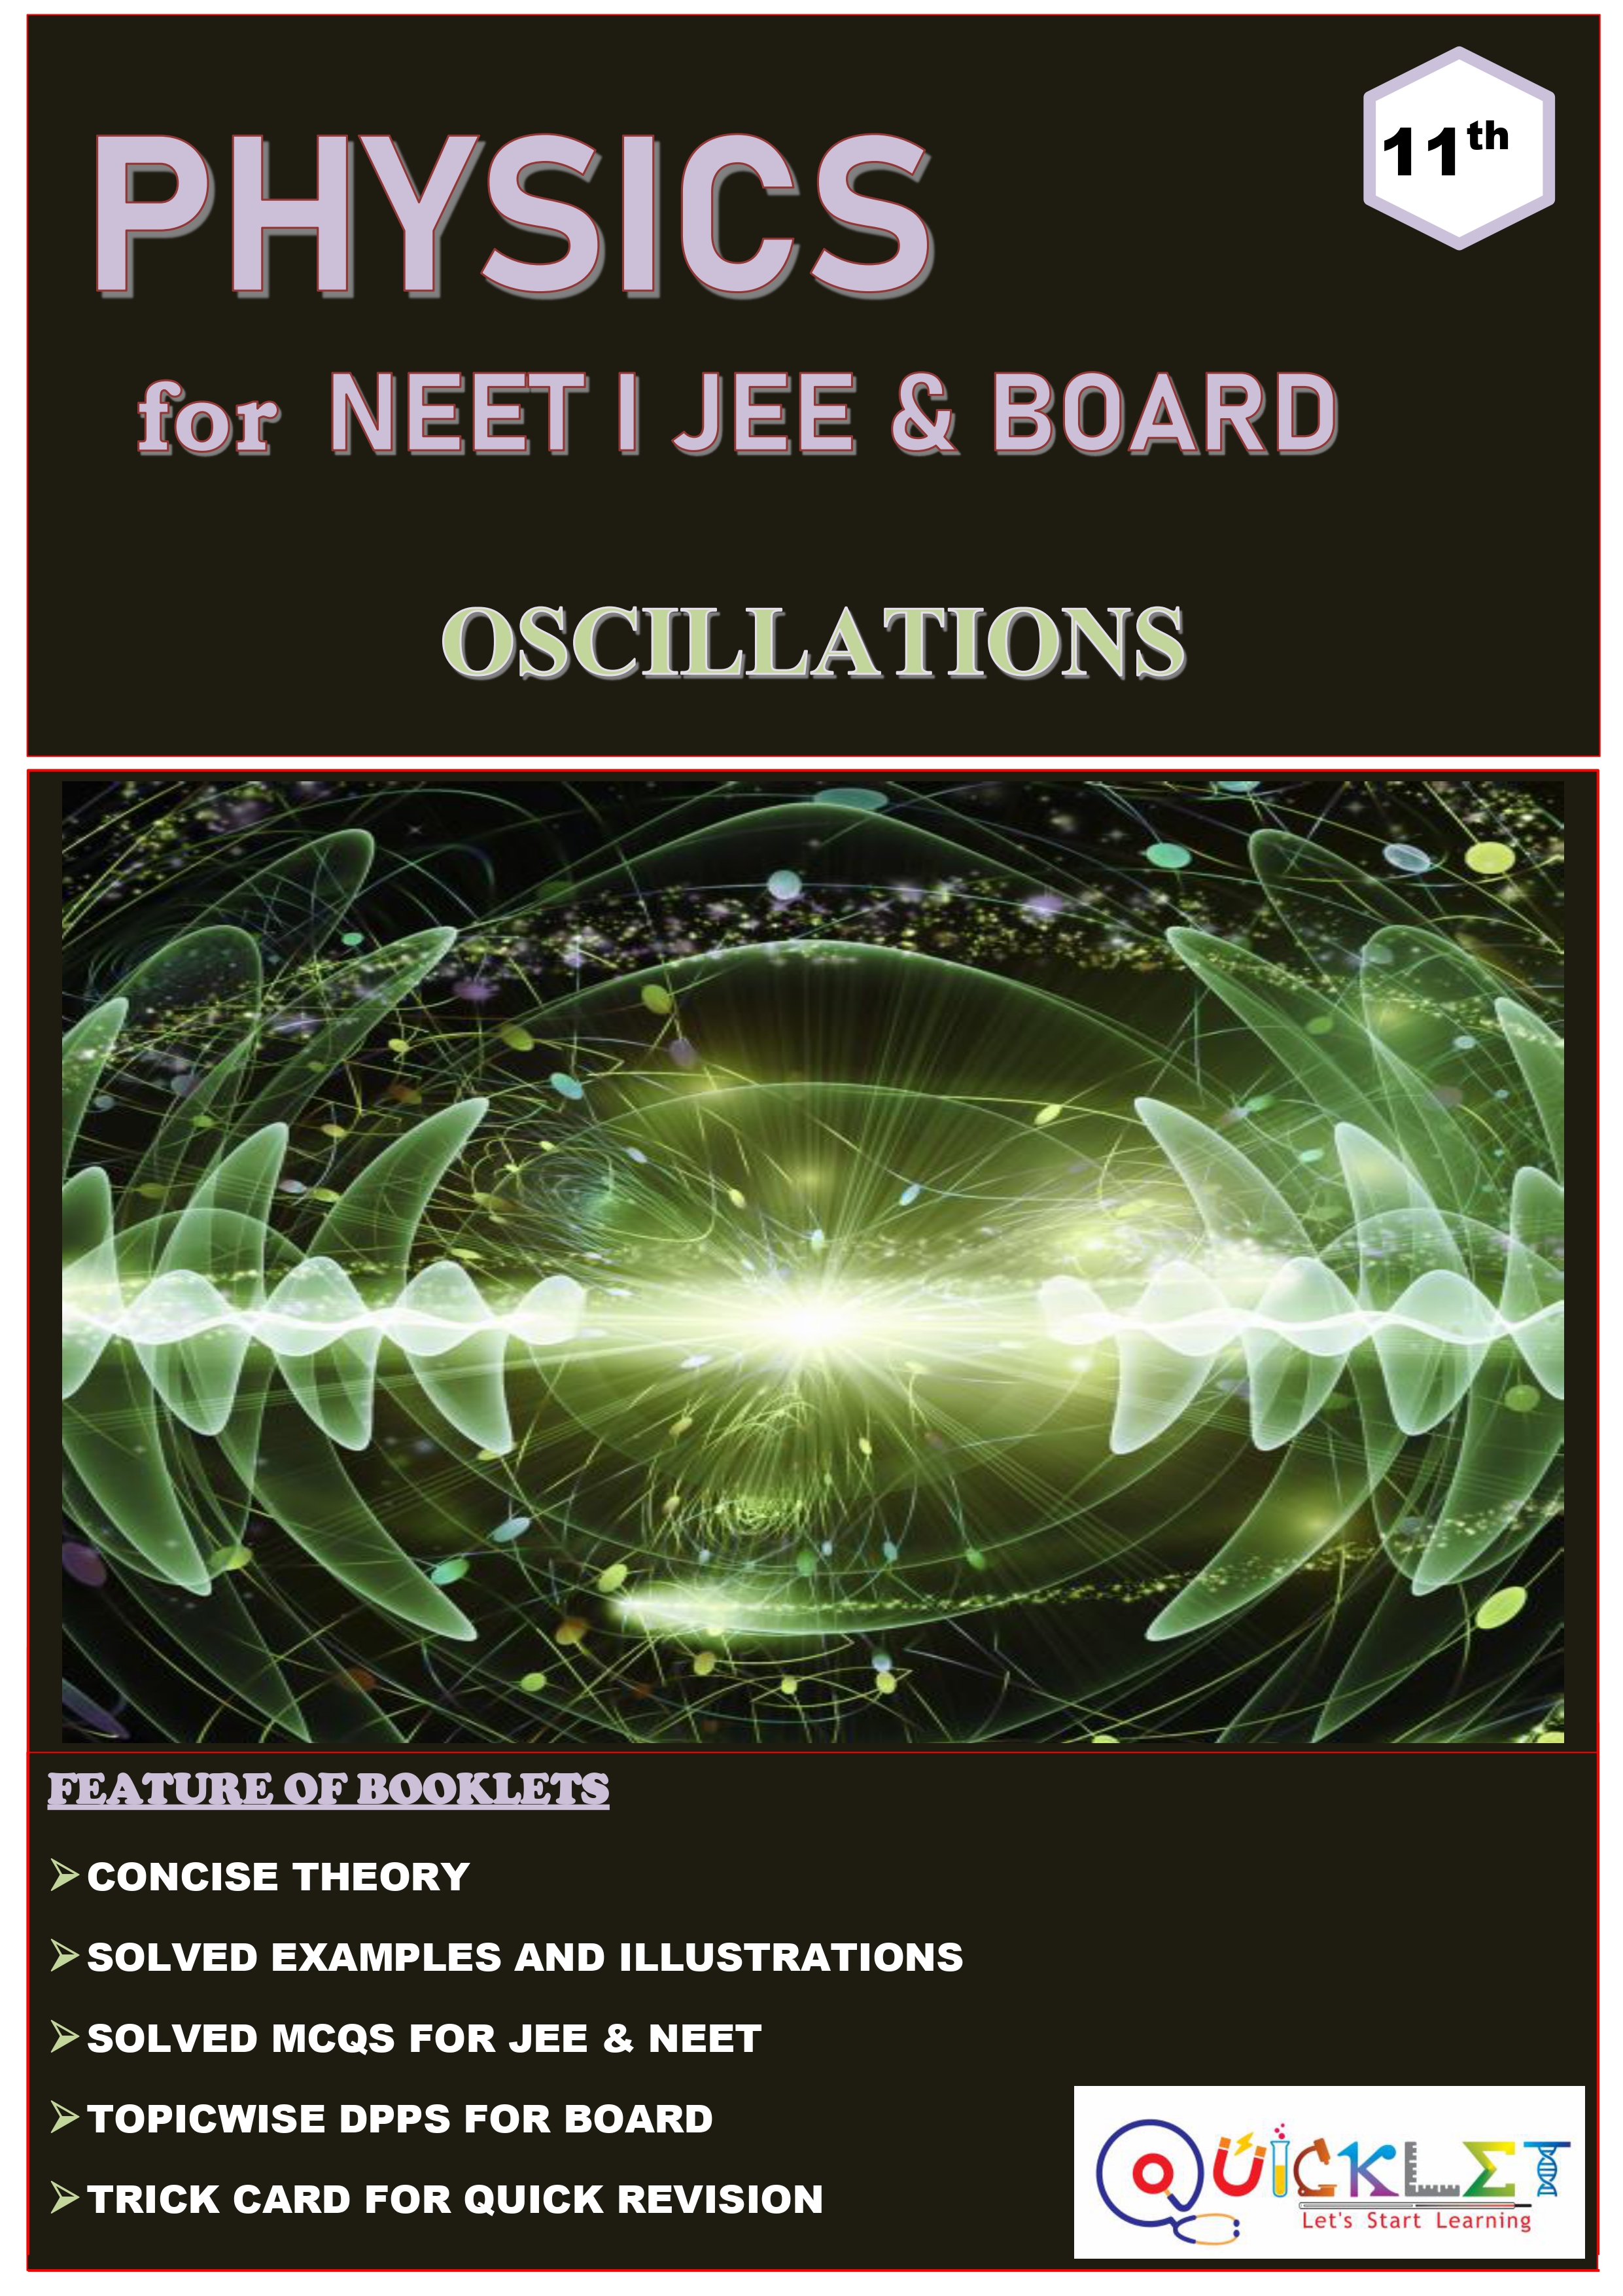 11th
PHYSICS
for NEET I JEE & BOARD
OSCILLATIONS
FEATURE OF BOOKLETS
CONCISE THEORY
SOLVED EXAMPLES AND ILLUSTRATIONS
SOLVED MCQS FOR JEE & NEET
TOPICWISE DPPS FOR BOARD
TRICK CARD FOR QUICK REVISION
QUICKLET
Let's Start Learning